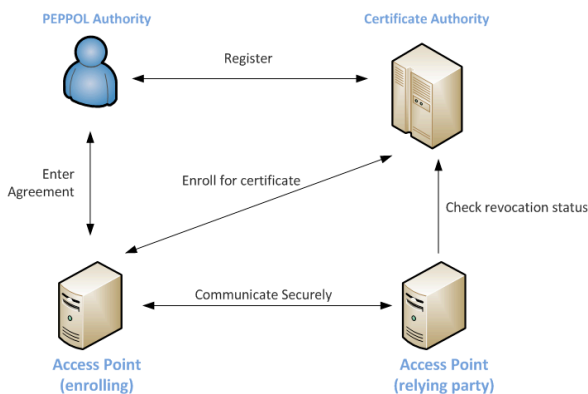 PEPPOL Authority
Certificate Authority
Register
Enter
Agreement
Enroll for certificate
Check revocation status
Communicate Securely
Access Point
(enrolling)
Access Point
(relying party)